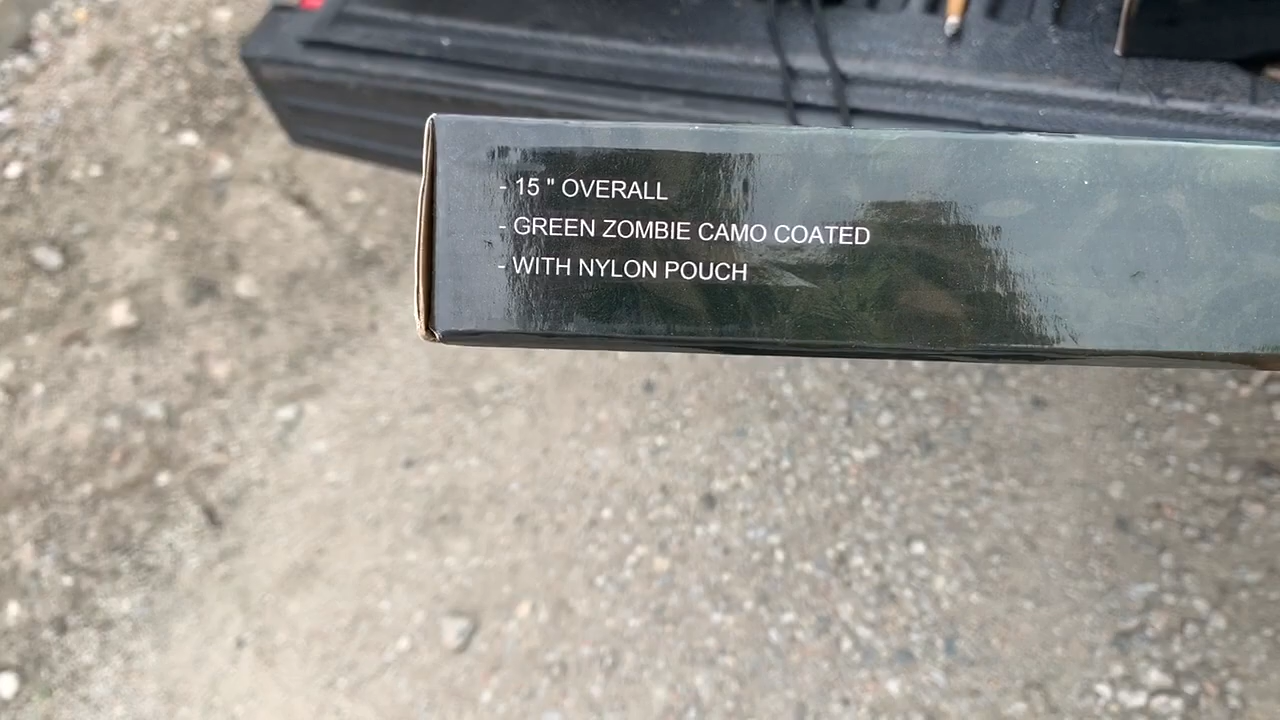 - 15 " OVERALL
- GREEN ZOMBIE CAMO COATED
- WITH NYLON POUCH